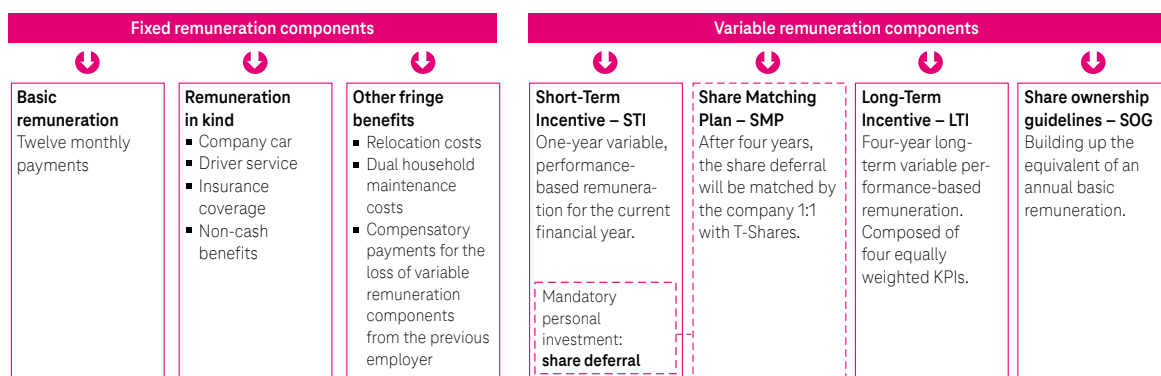 Fixed remuneration components
Variable remuneration components
Basic
remuneration
Twelve monthly
payments
Remuneration
in kind
▪ Company car
▪ Driver service
▪ Insurance
coverage
▪ Non-cash
benefits
Other fringe
benefits
▪ Relocation costs
▪ Dual household
maintenance
costs
▪ Compensatory
payments for the
loss of variable
remuneration
components
from the previous
employer
Short-Term
Incentive – STI
One-year variable,
performance-
based remunera-
tion for the current
financial year.
Mandatory
personal
investment:
share deferral
Share Matching
Plan – SMP
After four years,
the share deferral
will be matched by
the company 1:1
with T-Shares.
Long-Term
Incentive – LTI
Four-year long-
term variable per-
formance-based
remuneration.
Composed of
four equally
weighted KPIs.
Share ownership
guidelines – SOG
Building up the
equivalent of an
annual basic
remuneration.